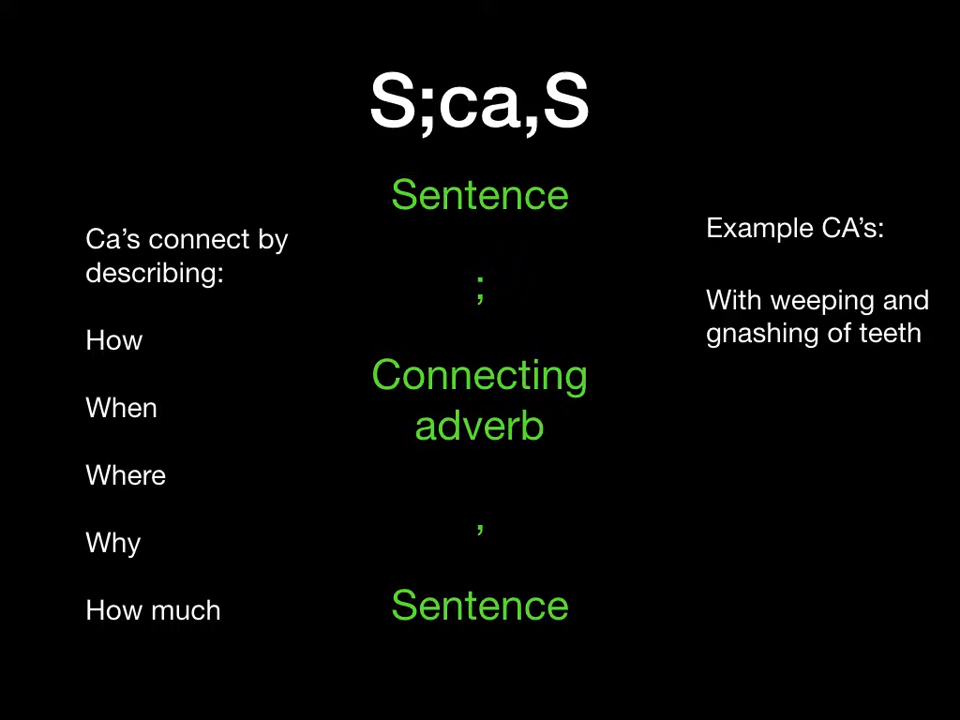 S;ca,S
Sentence
;
Connecting
adverb
,
Sentence
Ca's connect by
describing:
How
When
Where
Why
How much
Example CA's:
With weeping and
gnashing of teeth